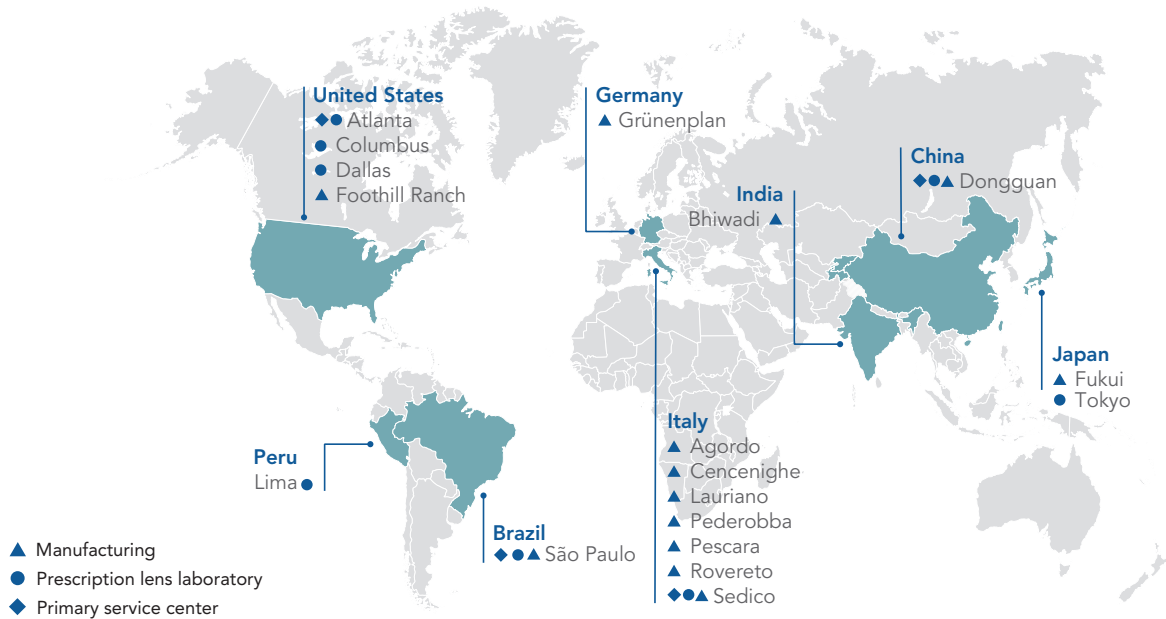 United States
Atlanta
Columbus
Dallas
Foothill Ranch
Germany
Grünenplan
China
Dongguan
India
Bhiwadi
Japan
Fukui
Tokyo
Italy
Agordo
Cencenighe
Lauriano
Pederobba
Pescara
Rovereto
Sedico
Peru
Lima
Brazil
São Paulo
Manufacturing
Prescription lens laboratory
Primary service center